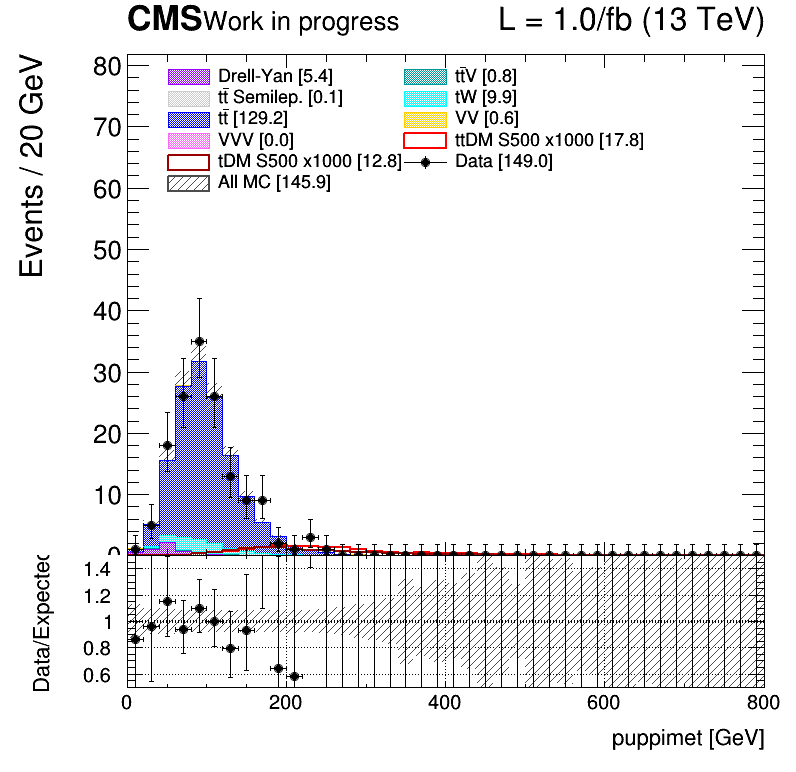 CMS Work in progress L = 1.0/fb (13 TeV)
Events / 20 GeV
80
70
60
50
40
30
20
10
0
Drell-Yan [5.4] tt̄V [0.8]
tt̄ Semilep. [0.1] tW [9.9]
tt̄ [129.2] VV [0.6]
VVV [0.0] ttDM S500 x1000 [17.8]
tDM S500 x1000 [12.8] Data [149.0]
All MC [145.9]
Data/Expected
1.4
1.2
1
0.8
0.6
0 200 400 600 800
puppimet [GeV]